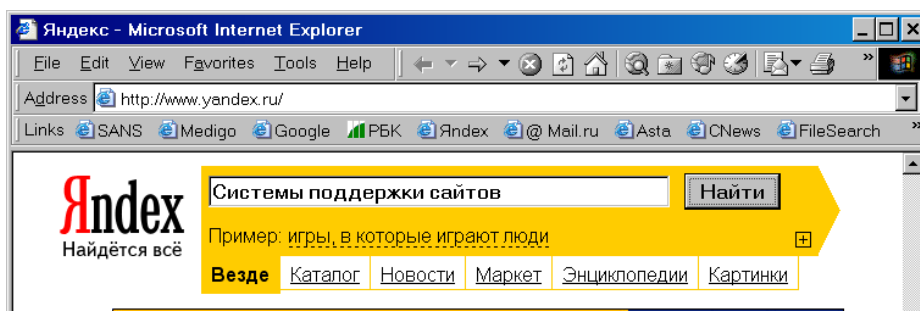 Яндекс - Microsoft Internet Explorer
File Edit View Favorites Tools Help »
Address http://www.yandex.ru/
Links SANS Medigo Google РБК Яndex @Mail.ru Asta CNews FileSearch »
Яndex
Найдётся всё
Системы поддержки сайтов Найти
Пример: игры, в которые играют люди
Везде Каталог Новости Маркет Энциклопедии Картинки